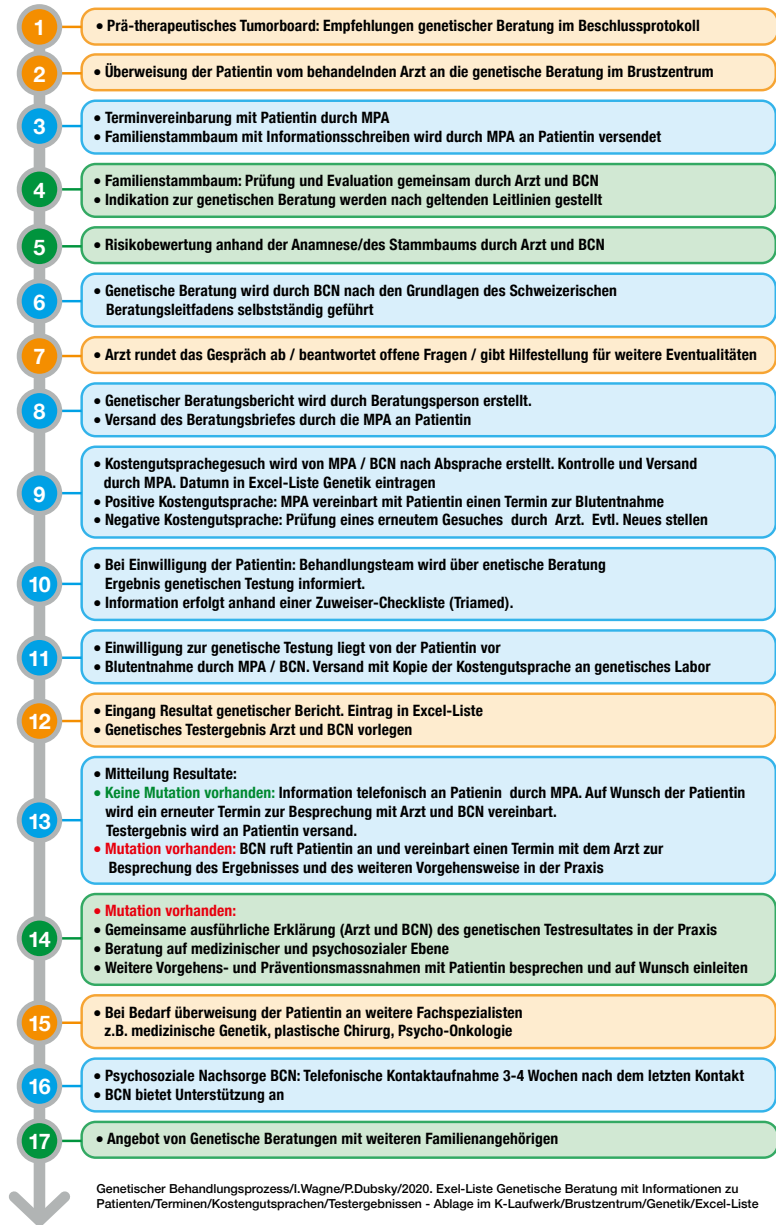 1
• Prä-therapeutisches Tumorboard: Empfehlungen genetischer Beratung im Beschlussprotokoll
2
• Überweisung der Patientin vom behandelnden Arzt an die genetische Beratung im Brustzentrum
3
• Terminvereinbarung mit Patientin durch MPA
• Familienstammbaum mit Informationsschreiben wird durch MPA an Patientin versendet
4
• Familienstammbaum: Prüfung und Evaluation gemeinsam durch Arzt und BCN
• Indikation zur genetischen Beratung werden nach geltenden Leitlinien gestellt
5
• Risikobewertung anhand der Anamnese/des Stammbaums durch Arzt und BCN
6
• Genetische Beratung wird durch BCN nach den Grundlagen des Schweizerischen
Beratungsleitfadens selbstständig geführt
7
• Arzt rundet das Gespräch ab / beantwortet offene Fragen / gibt Hilfestellung für weitere Eventualitäten
8
• Genetischer Beratungsbericht wird durch Beratungsperson erstellt.
• Versand des Beratungsbriefes durch die MPA an Patientin
9
• Kostengutsprachegesuch wird von MPA / BCN nach Absprache erstellt. Kontrolle und Versand
durch MPA. Datumn in Excel-Liste Genetik eintragen
• Positive Kostengutsprache: MPA vereinbart mit Patientin einen Termin zur Blutentnahme
• Negative Kostengutsprache: Prüfung eines erneutem Gesuches durch Arzt. Evtl. Neues stellen
10
• Bei Einwilligung der Patientin: Behandlungsteam wird über enetische Beratung
Ergebnis genetischen Testung informiert.
• Information erfolgt anhand einer Zuweiser-Checkliste (Triamed).
11
• Einwilligung zur genetische Testung liegt von der Patientin vor
• Blutentnahme durch MPA / BCN. Versand mit Kopie der Kostengutsprache an genetisches Labor
12
• Eingang Resultat genetischer Bericht. Eintrag in Excel-Liste
• Genetisches Testergebnis Arzt und BCN vorlegen
13
• Mitteilung Resultate:
• Keine Mutation vorhanden: Information telefonisch an Patienin durch MPA. Auf Wunsch der Patientin
wird ein erneuter Termin zur Besprechung mit Arzt und BCN vereinbart.
Testergebnis wird an Patientin versand.
• Mutation vorhanden: BCN ruft Patientin an und vereinbart einen Termin mit dem Arzt zur
Besprechung des Ergebnisses und des weiteren Vorgehensweise in der Praxis
14
• Mutation vorhanden:
• Gemeinsame ausführliche Erklärung (Arzt und BCN) des genetischen Testresultates in der Praxis
• Beratung auf medizinischer und psychosozialer Ebene
• Weitere Vorgehens- und Präventionsmassnahmen mit Patientin besprechen und auf Wunsch einleiten
15
• Bei Bedarf überweisung der Patientin an weitere Fachspezialisten
z.B. medizinische Genetik, plastische Chirurg, Psycho-Onkologie
16
• Psychosoziale Nachsorge BCN: Telefonische Kontaktaufnahme 3-4 Wochen nach dem letzten Kontakt
• BCN bietet Unterstützung an
17
• Angebot von Genetische Beratungen mit weiteren Familienangehörigen
Genetischer Behandlungsprozess/I.Wagne/P.Dubsky/2020. Exel-Liste Genetische Beratung mit Informationen zu
Patienten/Terminen/Kostengutsprachen/Testergebnissen - Ablage im K-Laufwerk/Brustzentrum/Genetik/Excel-Liste